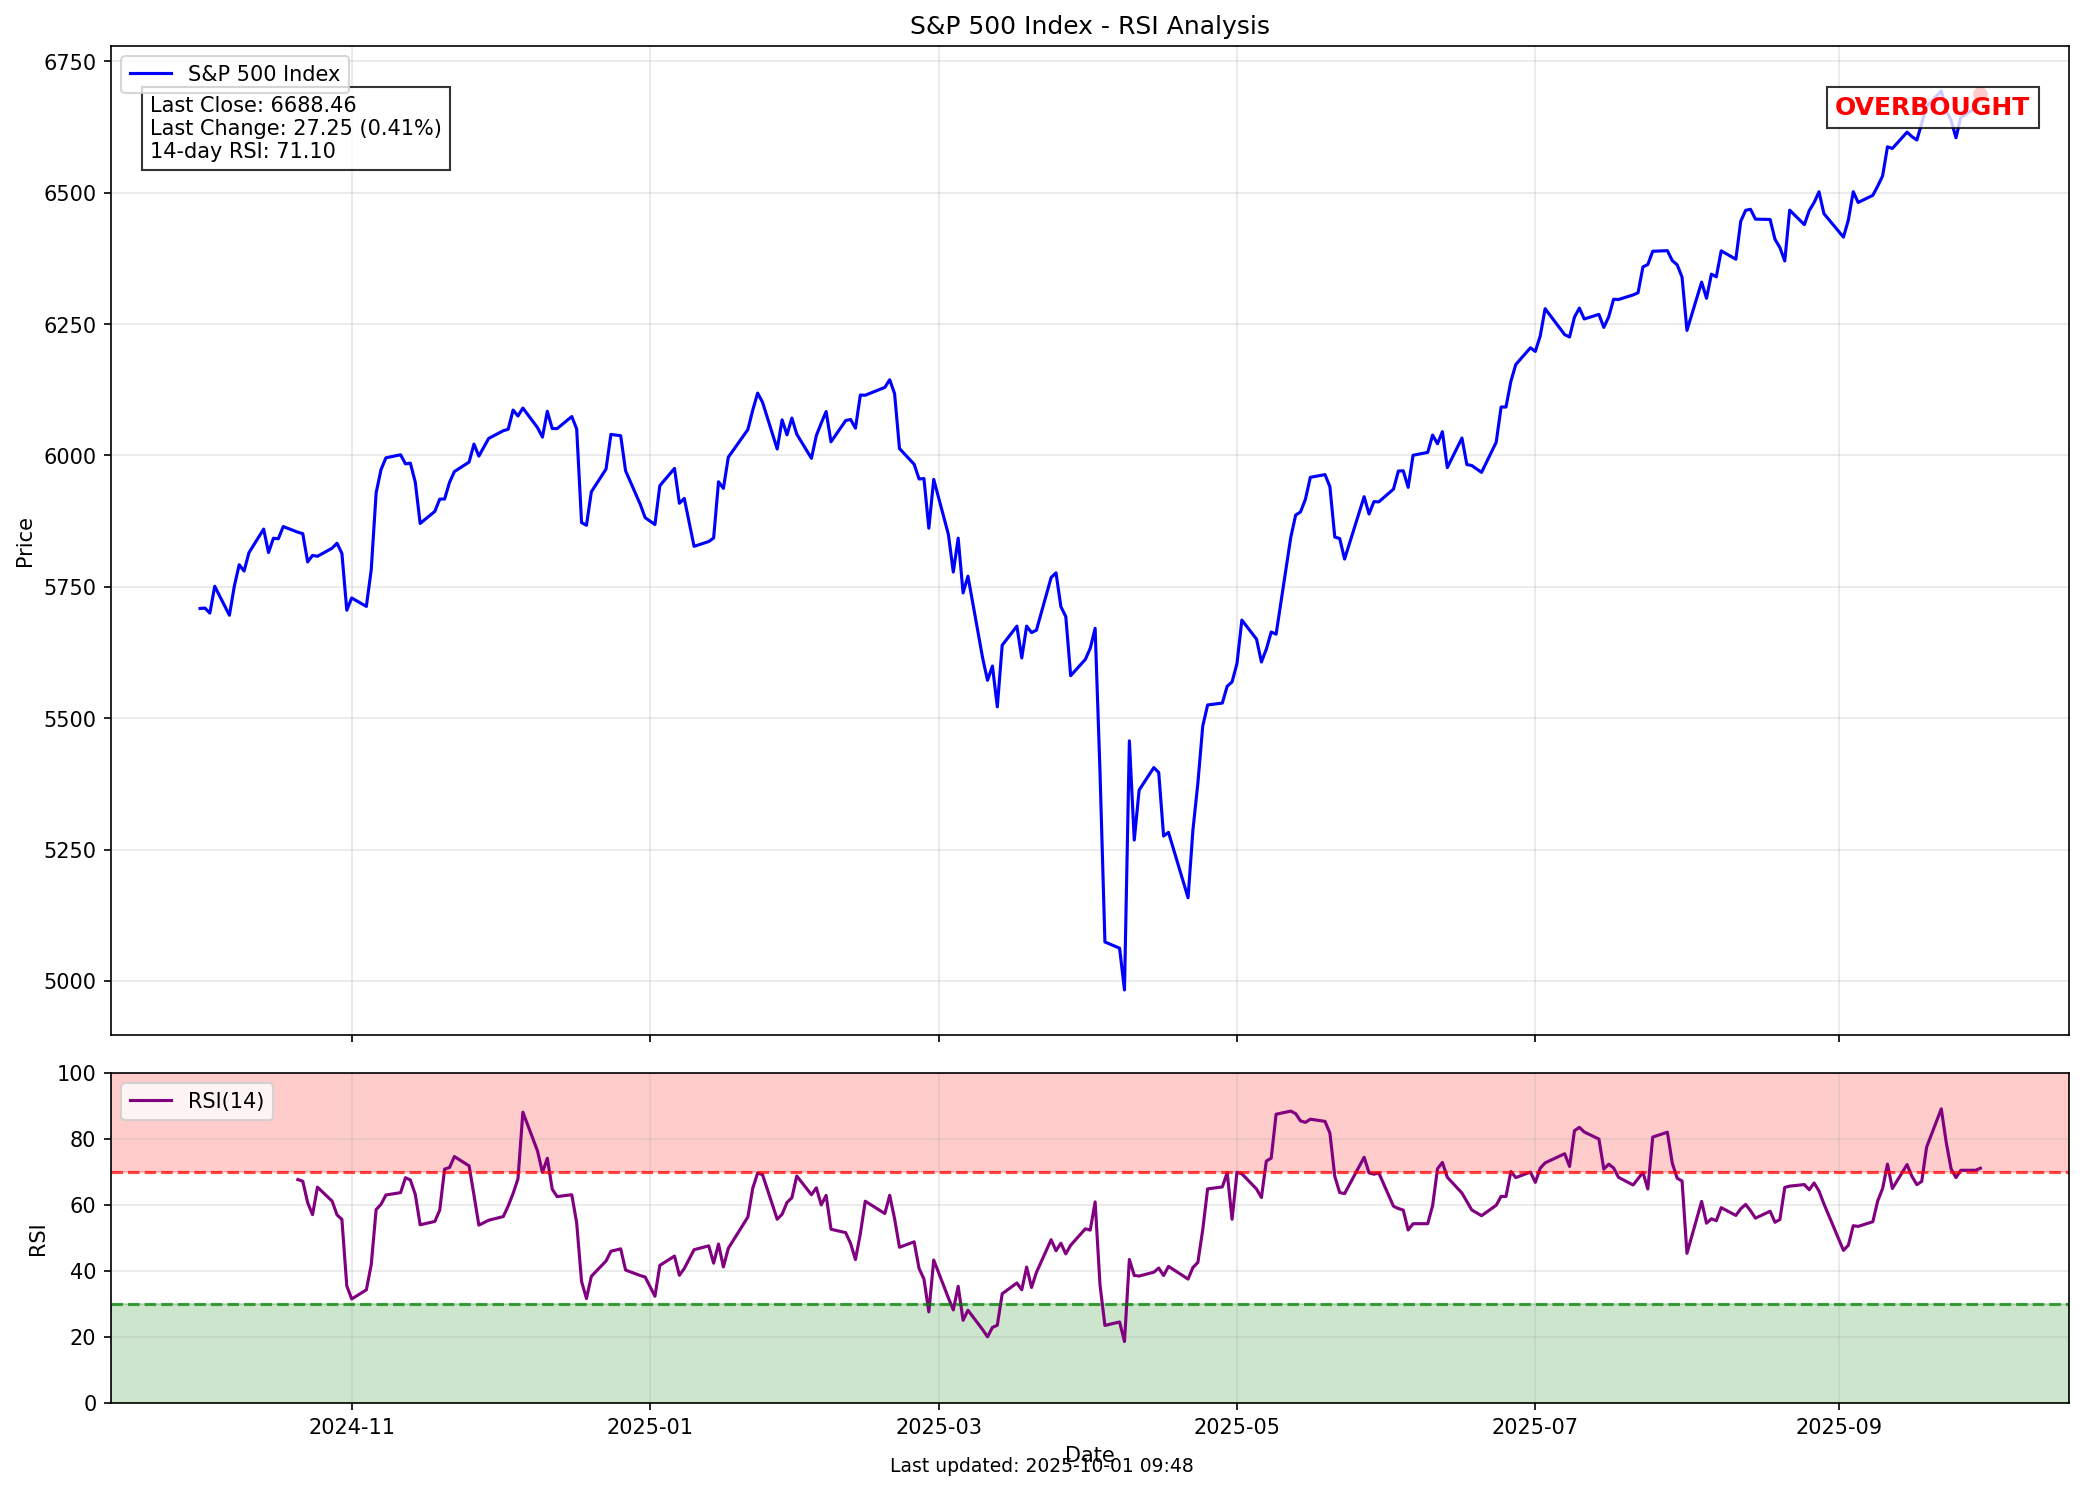 S&P 500 Index - RSI Analysis
6750
6500
6250
6000
5750
5500
5250
5000
Price
S&P 500 Index
Last Close: 6688.46
Last Change: 27.25 (0.41%)
14-day RSI: 71.10
OVERBOUGHT
100
80
60
40
20
0
RSI
RSI(14)
2024-11
2025-01
2025-03
2025-05
2025-07
2025-09
Date
Last updated: 2025-10-01 09:48